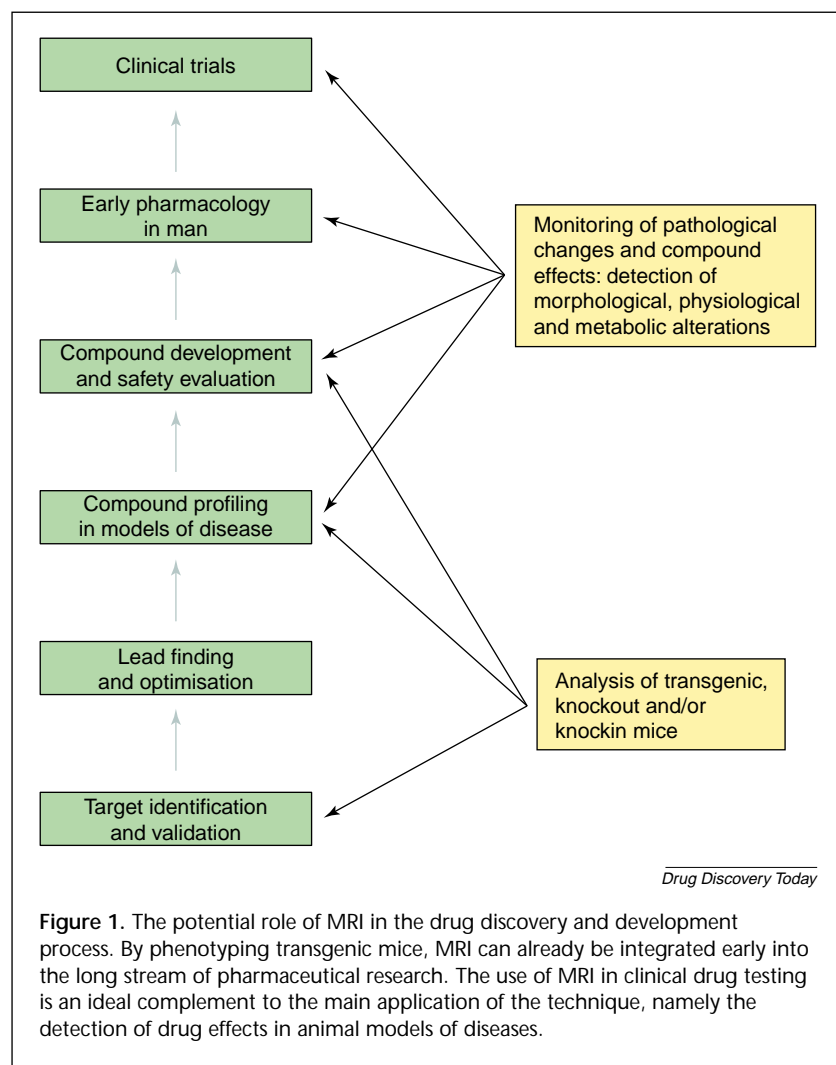 Clinical trials
Early pharmacology
in man
Monitoring of pathological
changes and compound
effects: detection of
morphological, physiological
and metabolic alterations
Compound development
and safety evaluation
Compound profiling
in models of disease
Lead finding
and optimisation
Analysis of transgenic,
knockout and/or
knockin mice
Target identification
and validation
Drug Discovery Today
Figure 1. The potential role of MRI in the drug discovery and development
process. By phenotyping transgenic mice, MRI can already be integrated early into
the long stream of pharmaceutical research. The use of MRI in clinical drug testing
is an ideal complement to the main application of the technique, namely the
detection of drug effects in animal models of diseases.